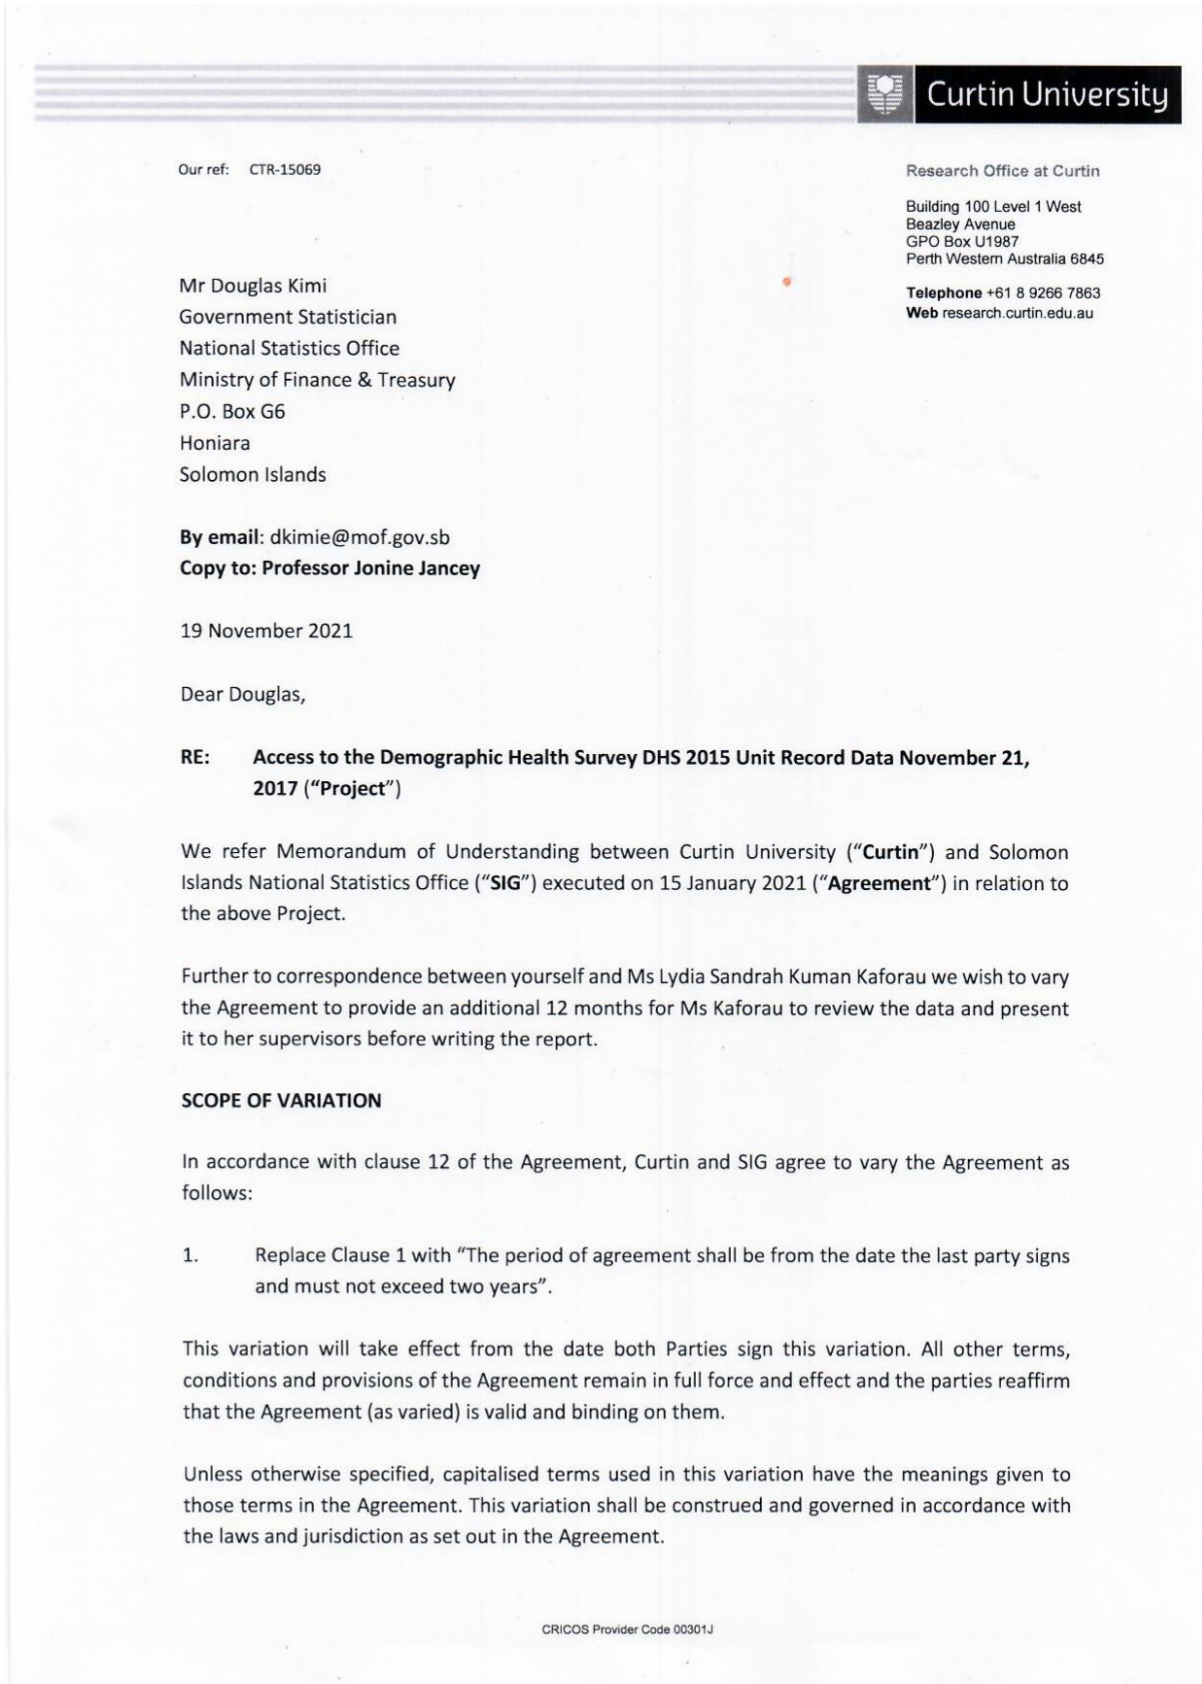 Curtin University
Our ref: CTR-15069
Research Office at Curtin
Building 100 Level 1 West
Beazley Avenue
GPO Box U1987
Perth Western Australia 6845
Telephone +61 8 9266 7863
Web research.curtin.edu.au
Mr Douglas Kimi
Government Statistician
National Statistics Office
Ministry of Finance & Treasury
P.O. Box G6
Honiara
Solomon Islands
By email: dkimie@mof.gov.sb
Copy to: Professor Jonine Jancey
19 November 2021
Dear Douglas,
RE: Access to the Demographic Health Survey DHS 2015 Unit Record Data November 21,
2017 (“Project”)
We refer Memorandum of Understanding between Curtin University (“Curtin”) and Solomon
Islands National Statistics Office (“SIG”) executed on 15 January 2021 (“Agreement”) in relation to
the above Project.
Further to correspondence between yourself and Ms Lydia Sandrah Kuman Kaforau we wish to vary
the Agreement to provide an additional 12 months for Ms Kaforau to review the data and present
it to her supervisors before writing the report.
SCOPE OF VARIATION
In accordance with clause 12 of the Agreement, Curtin and SIG agree to vary the Agreement as
follows:
1. Replace Clause 1 with “The period of agreement shall be from the date the last party signs
and must not exceed two years”.
This variation will take effect from the date both Parties sign this variation. All other terms,
conditions and provisions of the Agreement remain in full force and effect and the parties reaffirm
that the Agreement (as varied) is valid and binding on them.
Unless otherwise specified, capitalised terms used in this variation have the meanings given to
those terms in the Agreement. This variation shall be construed and governed in accordance with
the laws and jurisdiction as set out in the Agreement.
CRICOS Provider Code 00301J